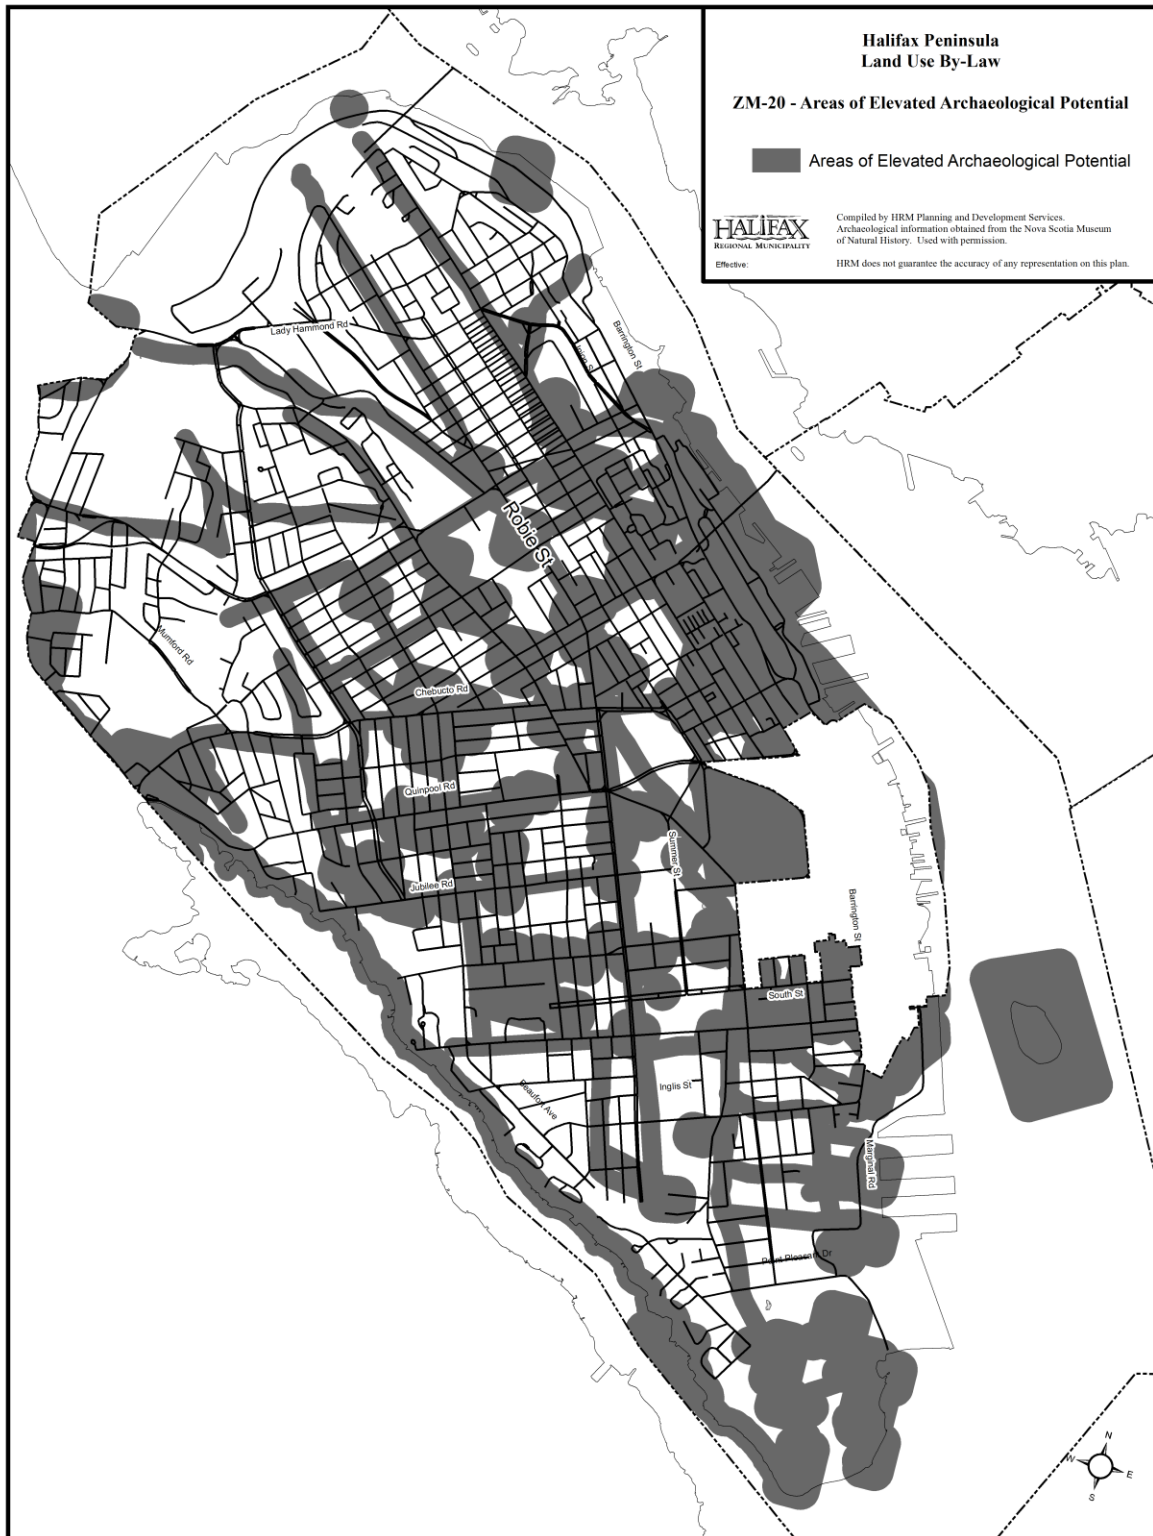 Halifax Peninsula
Land Use By-Law
ZM-20 - Areas of Elevated Archaeological Potential
Areas of Elevated Archaeological Potential
HALIFAX
REGIONAL MUNICIPALITY
Compiled by HRM Planning and Development Services.
Archaeological information obtained from the Nova Scotia Museum
of Natural History. Used with permission.
Effective:
HRM does not guarantee the accuracy of any representation on this plan.
Lady Hammond Rd
Barrington St
Union St
Robie St
Mumford Rd
Chebucto Rd
Quinpool Rd
Summer St
Jubilee Rd
Barrington St
South St
Inglis St
Beaufort Ave
Marginal Rd
Point Pleasant Dr
N
W
E
S